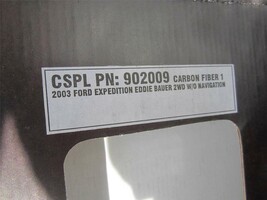 CSPL PN: 902009 CARBON FIBER 1
2003 FORD EXPEDITION EDDIE BAUER 2WD W/O NAVIGATION